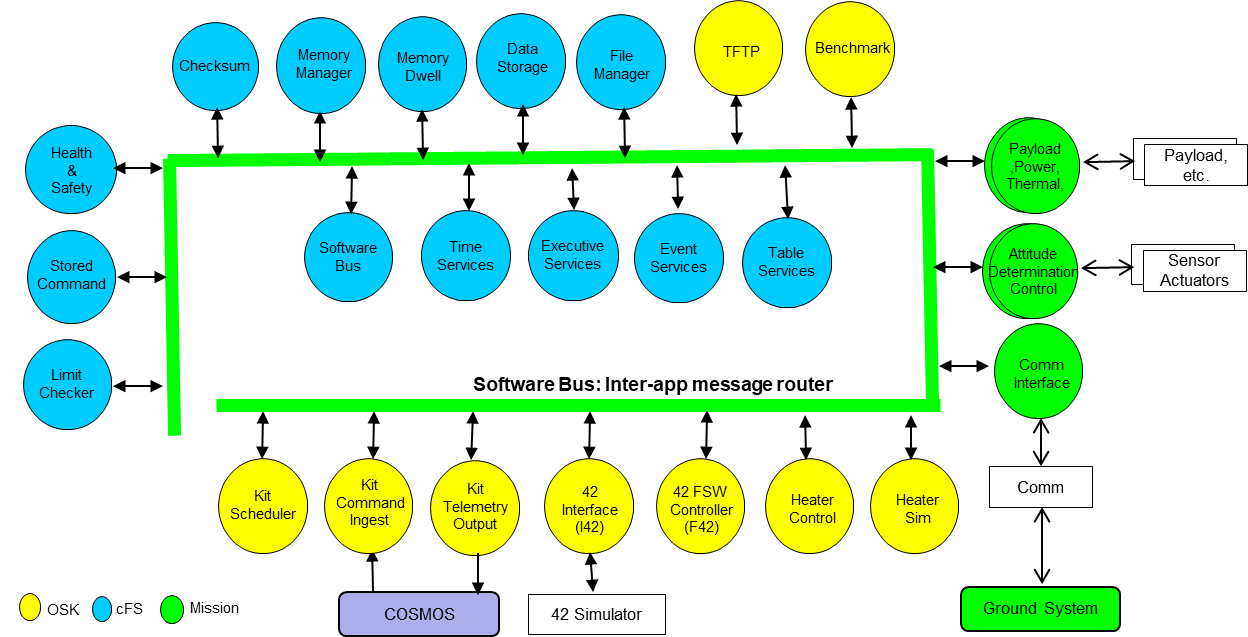 Checksum
Memory
Manager
Memory
Dwell
Data
Storage
File
Manager
TFTP
Benchmark
Health
&
Safety
Payload
,Power,
Thermal,
Payload,
etc.
Software
Bus
Time
Services
Executive
Services
Event
Services
Table
Services
Stored
Command
Attitude
Determination
Control
Sensor
Actuators
Limit
Checker
Software Bus: Inter-app message router
Comm
Interface
Kit
Scheduler
Kit
Command
Ingest
Kit
Telemetry
Output
42
Interface
(I42)
42 FSW
Controller
(F42)
Heater
Control
Heater
Sim
Comm
OSK
cFS
Mission
COSMOS
42 Simulator
Ground System